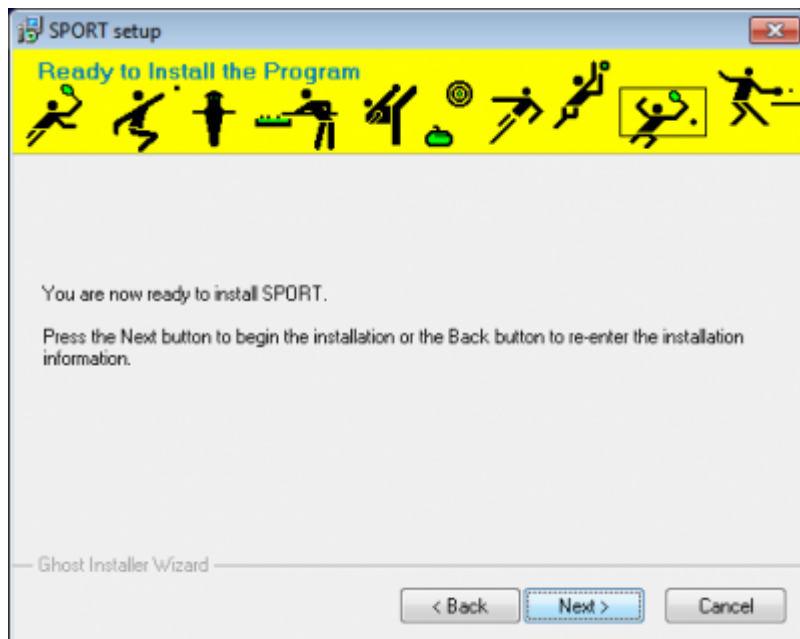 SPORT setup
Ready to Install the Program
You are now ready to install SPORT.
Press the Next button to begin the installation or the Back button to re-enter the installation
information.
Ghost Installer Wizard
< Back
Next >
Cancel